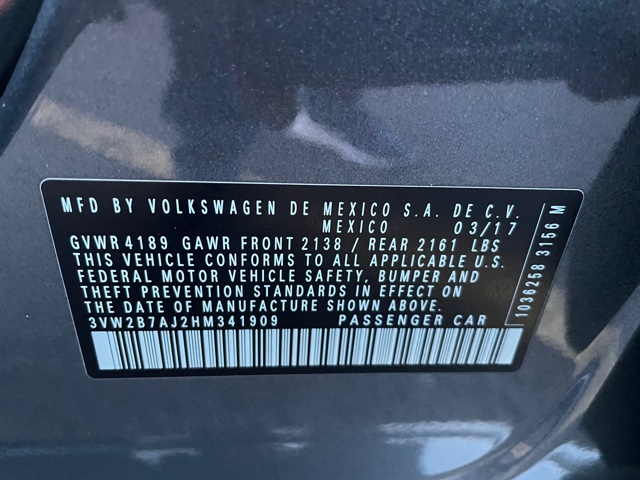 MFD BY VOLKSWAGEN DE MEXICO S.A. DE C.V.
MEXICO 03/17
GVWR 4189 GAWR FRONT 2138 / REAR 2161 LBS
THIS VEHICLE CONFORMS TO ALL APPLICABLE U.S.
FEDERAL MOTOR VEHICLE SAFETY, BUMPER AND
THEFT PREVENTION STANDARDS IN EFFECT ON
THE DATE OF MANUFACTURE SHOWN ABOVE.
3VW2B7AJ2HM341909 PASSENGER CAR
1036258 3156 M